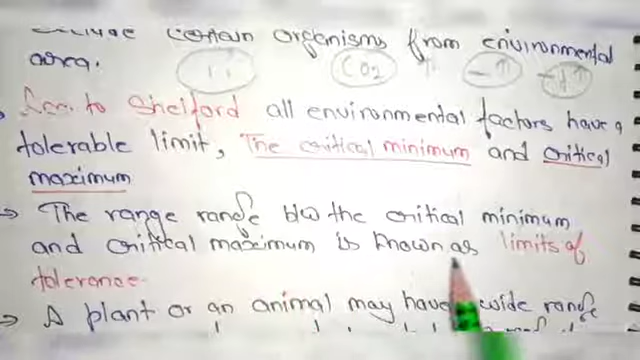 certain organisms from environmental
area.
CO2
to Shelford all environmental factors have a
tolerable limit, The critical minimum and critical
maximum
→ The range range b/w the critical minimum
and critical maximum is known as limits of
tolerance
→ A plant or an animal may have wide range